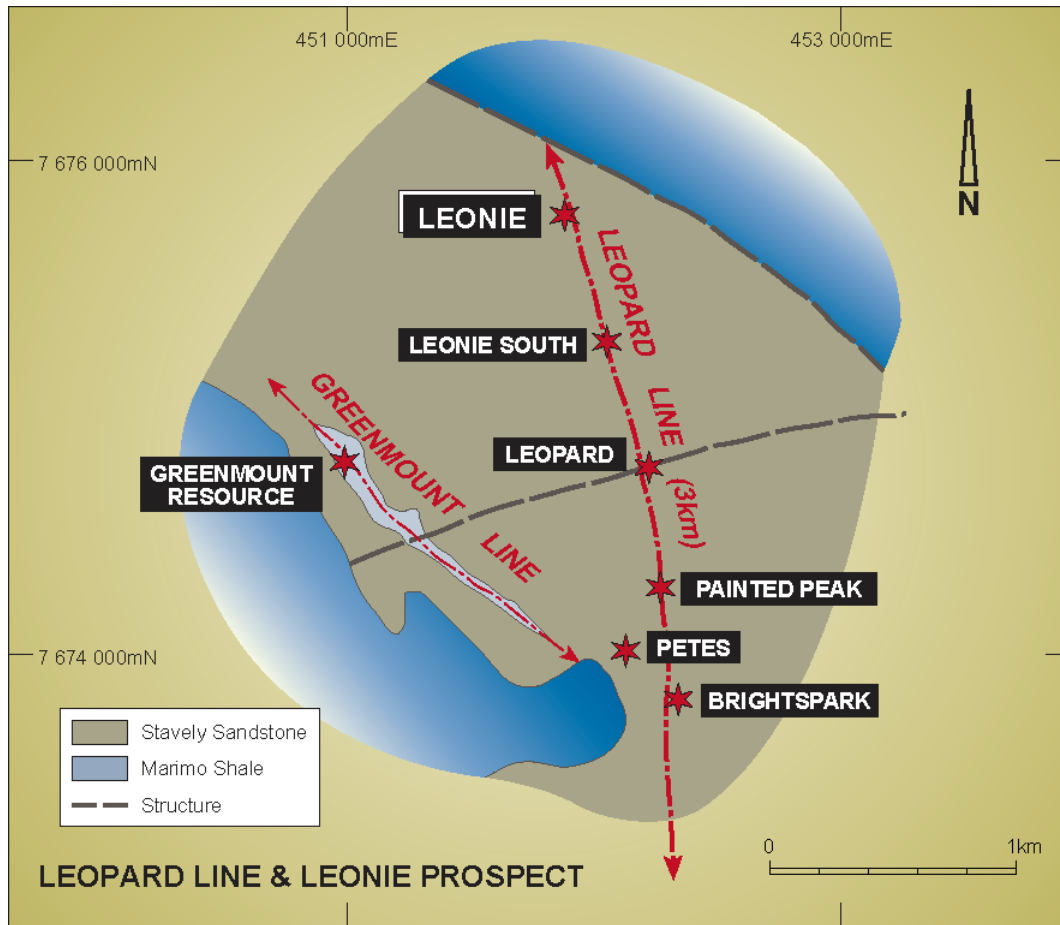 451 000mE
453 000mE
7 676 000mN
N
LEONIE
LEOPARD LINE (3km)
LEONIE SOUTH
GREENMOUNT LINE
LEOPARD
GREENMOUNT
RESOURCE
PAINTED PEAK
PETES
7 674 000mN
BRIGHTSPARK
Stavely Sandstone
Marimo Shale
Structure
0
1km
LEOPARD LINE & LEONIE PROSPECT